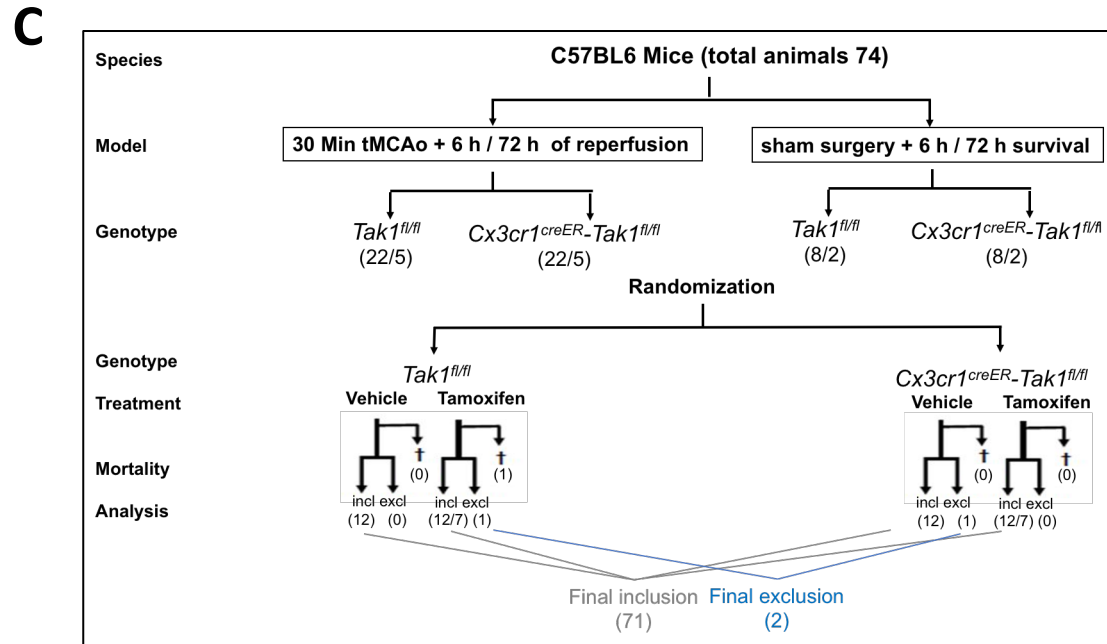 C
Species
C57BL6 Mice (total animals 74)
Model
30 Min tMCAo + 6 h / 72 h of reperfusion
sham surgery + 6 h / 72 h survival
Genotype
Tak1fl/fl
Cx3cr1creER-Tak1fl/fl
Tak1fl/fl
Cx3cr1creER-Tak1fl/fl
(22/5)
(22/5)
(8/2)
(8/2)
Randomization
Genotype
Tak1fl/fl
Cx3cr1creER-Tak1fl/fl
Treatment
Vehicle
Tamoxifen
Vehicle
Tamoxifen
Mortality
†
(0)
†
(1)
†
(0)
†
(0)
Analysis
incl excl
incl excl
incl excl
incl excl
(12) (0)
(12/7) (1)
(12) (1)
(12/7) (0)
Final inclusion
(71)
Final exclusion
(2)